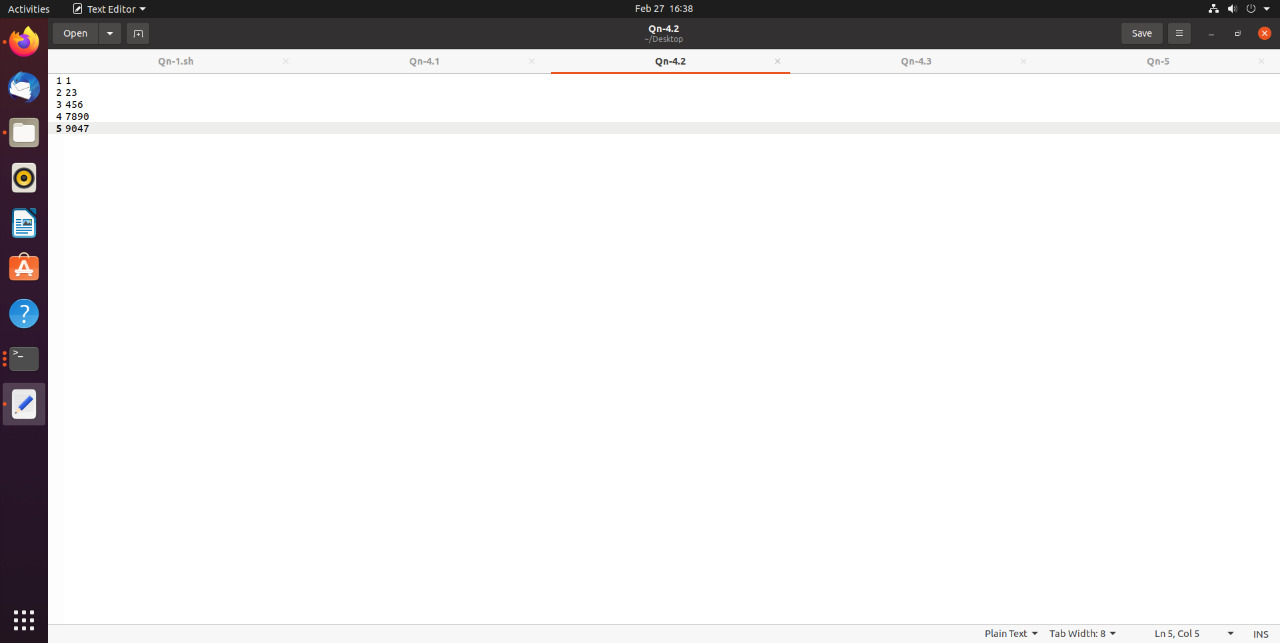 Activities Text Editor Feb 27 16:38
Open Qn-4.2 Save
~/Desktop
Qn-1.sh Qn-4.1 Qn-4.2 Qn-4.3 Qn-5
1 1
2 23
3 456
4 7890
5 9047
Plain Text Tab Width: 8 Ln 5, Col 5 INS